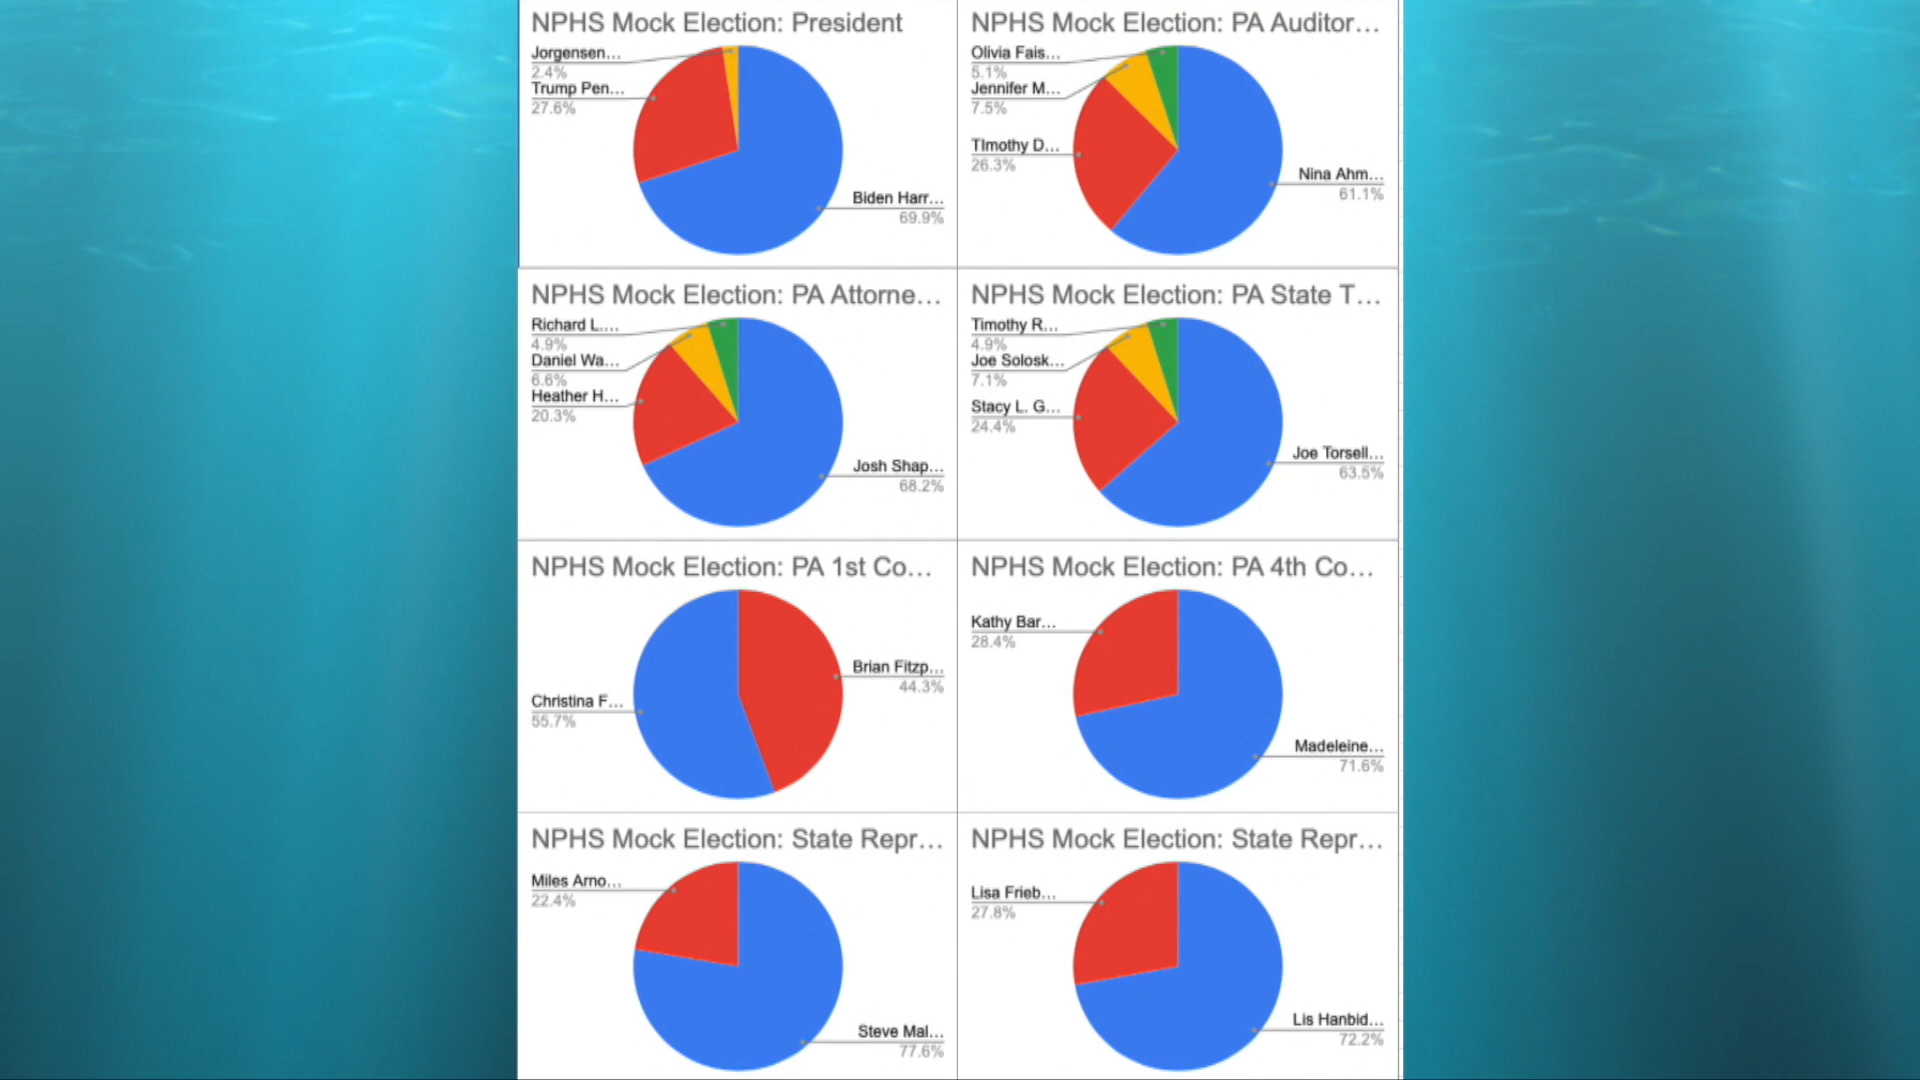 NPHS Mock Election: President
Jorgensen...
2.4%
Trump Pen...
27.6%
Biden Harr...
69.9%
NPHS Mock Election: PA Auditor...
Olivia Fais...
5.1%
Jennifer M...
7.5%
TImothy D...
26.3%
Nina Ahm...
61.1%
NPHS Mock Election: PA Attorne...
Richard L....
4.9%
Daniel Wa...
6.6%
Heather H...
20.3%
Josh Shap...
68.2%
NPHS Mock Election: PA State T...
Timothy R...
4.9%
Joe Solosk...
7.1%
Stacy L. G...
24.4%
Joe Torsell...
63.5%
NPHS Mock Election: PA 1st Co...
Brian Fitzp...
44.3%
Christina F...
55.7%
NPHS Mock Election: PA 4th Co...
Kathy Bar...
28.4%
Madeleine...
71.6%
NPHS Mock Election: State Repr...
Miles Arno...
22.4%
Steve Mal...
77.6%
NPHS Mock Election: State Repr...
Lisa Frieb...
27.8%
Lis Hanbid...
72.2%